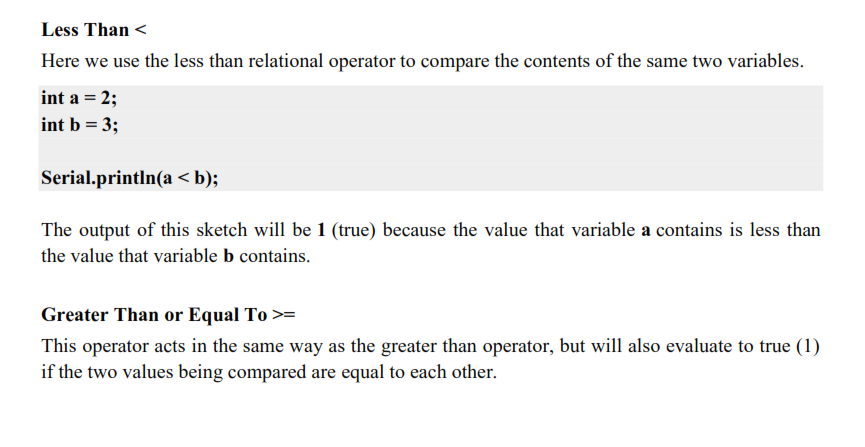 Less Than <
Here we use the less than relational operator to compare the contents of the same two variables.
int a = 2;
int b = 3;
Serial.println(a < b);
The output of this sketch will be 1 (true) because the value that variable a contains is less than
the value that variable b contains.
Greater Than or Equal To >=
This operator acts in the same way as the greater than operator, but will also evaluate to true (1)
if the two values being compared are equal to each other.